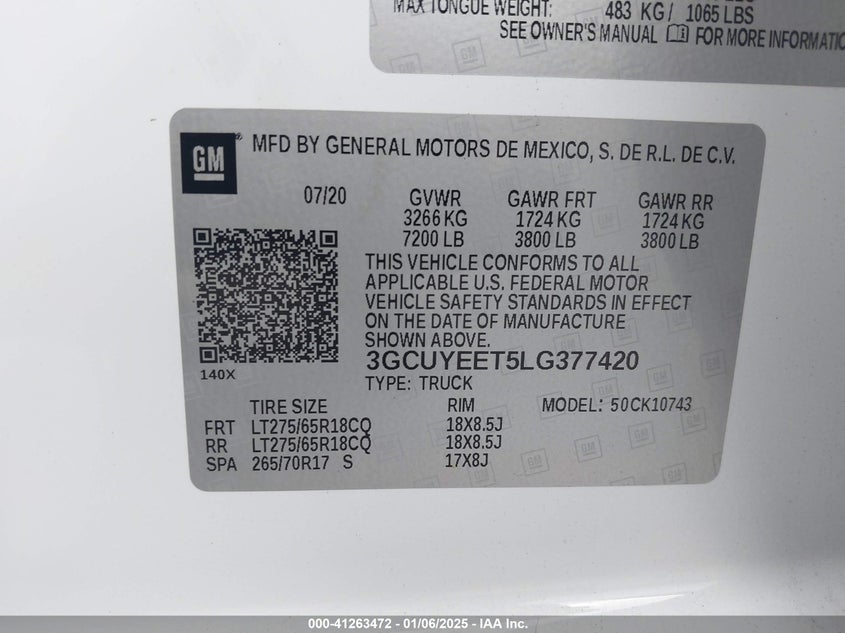 MAX TONGUE WEIGHT: 483 KG / 1065 LBS
SEE OWNER'S MANUAL FOR MORE INFORMATIO
GM ® MFD BY GENERAL MOTORS DE MEXICO, S. DE R.L. DE C.V.
07/20 GVWR GAWR FRT GAWR RR
3266 KG 1724 KG 1724 KG
7200 LB 3800 LB 3800 LB
THIS VEHICLE CONFORMS TO ALL
APPLICABLE U.S. FEDERAL MOTOR
VEHICLE SAFETY STANDARDS IN EFFECT
ON THE DATE OF MANUFACTURE
SHOWN ABOVE.
3GCUYEET5LG377420
140X
TYPE: TRUCK
TIRE SIZE RIM MODEL: 50CK10743
FRT LT275/65R18CQ 18X8.5J
RR LT275/65R18CQ 18X8.5J
SPA 265/70R17 S 17X8J
000-41263472 - 01/06/2025 - IAA Inc.